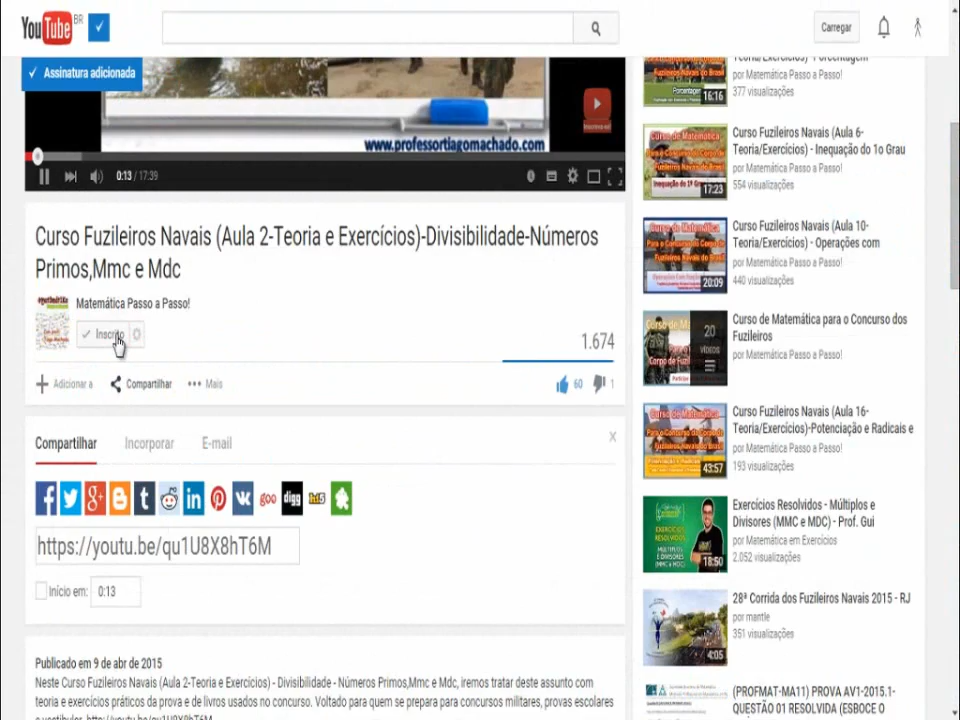 YouTube BR
Carregar
Assinatura adicionada
www.professortiagomachado.com
0:13 / 17:39
Curso Fuzileiros Navais (Aula 2-Teoria e Exercícios)-Divisibilidade-Números
Primos,Mmc e Mdc
Matemática Passo a Passo!
Inscrito
1.674
Adicionar a
Compartilhar
Mais
60
1
Compartilhar
Incorporar
E-mail
x
goo
digg
https://youtu.be/qu1U8X8hT6M
Início em:
0:13
Publicado em 9 de abr de 2015
Neste Curso Fuzileiros Navais (Aula 2-Teoria e Exercícios) - Divisibilidade - Números Primos,Mmc e Mdc, iremos tratar deste assunto com
teoria e exercícios práticos da prova e de livros usados no concurso. Voltado para quem se prepara para concursos militares, provas escolares
Teoria/Exercícios) - Porcentagem
por Matemática Passo a Passo!
377 visualizações
16:16
Curso Fuzileiros Navais (Aula 6-
Teoria/Exercícios) - Inequação do 1o Grau
por Matemática Passo a Passo!
554 visualizações
17:23
Curso Fuzileiros Navais (Aula 10-
Teoria/Exercícios) - Operações com
por Matemática Passo a Passo!
440 visualizações
20:09
Curso de Matemática para o Concurso dos
Fuzileiros
por Matemática Passo a Passo!
20
VÍDEOS
Curso Fuzileiros Navais (Aula 16-
Teoria/Exercícios)-Potenciação e Radicais e
por Matemática Passo a Passo!
193 visualizações
43:57
Exercícios Resolvidos - Múltiplos e
Divisores (MMC e MDC) - Prof. Gui
por Matemática em Exercícios
2.052 visualizações
EXERCÍCIOS
RESOLVIDOS
MÚLTIPLOS
E DIVISORES
(MMC e MDC)
18:50
28ª Corrida dos Fuzileiros Navais 2015 - RJ
por mantle
351 visualizações
4:05
(PROFMAT-MA11) PROVA AV1-2015.1-
QUESTÃO 01 RESOLVIDA (ESBOCE O